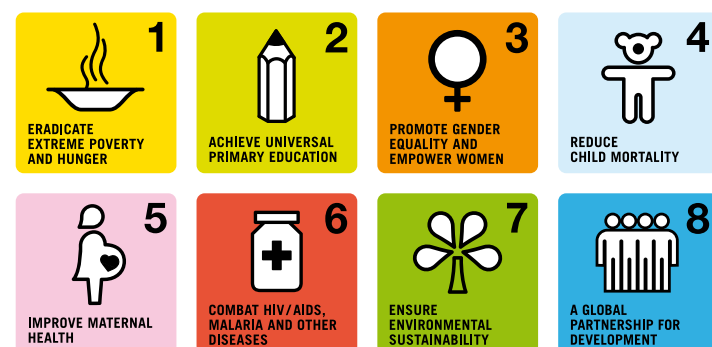 1
ERADICATE
EXTREME POVERTY
AND HUNGER
2
ACHIEVE UNIVERSAL
PRIMARY EDUCATION
3
PROMOTE GENDER
EQUALITY AND
EMPOWER WOMEN
4
REDUCE
CHILD MORTALITY
5
IMPROVE MATERNAL
HEALTH
6
COMBAT HIV/AIDS,
MALARIA AND OTHER
DISEASES
7
ENSURE
ENVIRONMENTAL
SUSTAINABILITY
8
A GLOBAL
PARTNERSHIP FOR
DEVELOPMENT